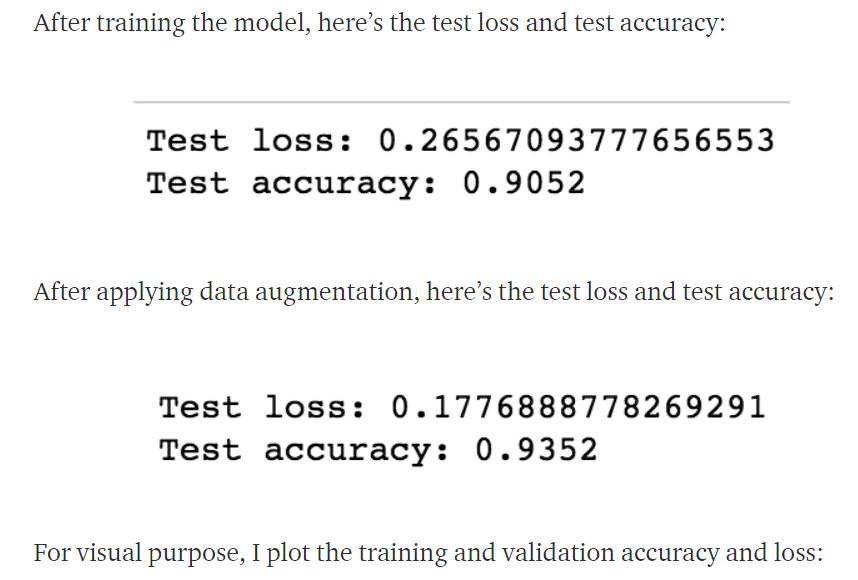 After training the model, here’s the test loss and test accuracy:
Test loss: 0.26567093777656553
Test accuracy: 0.9052
After applying data augmentation, here’s the test loss and test accuracy:
Test loss: 0.1776888778269291
Test accuracy: 0.9352
For visual purpose, I plot the training and validation accuracy and loss: